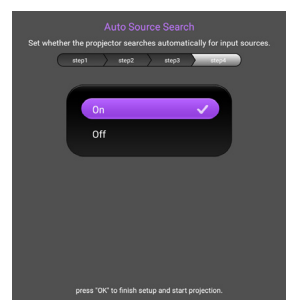 Auto Source Search
Set whether the propjector searches automatically for input sources.
step1 step2 step3 step4
On
Off
press "OK" to finish setup and start projection.